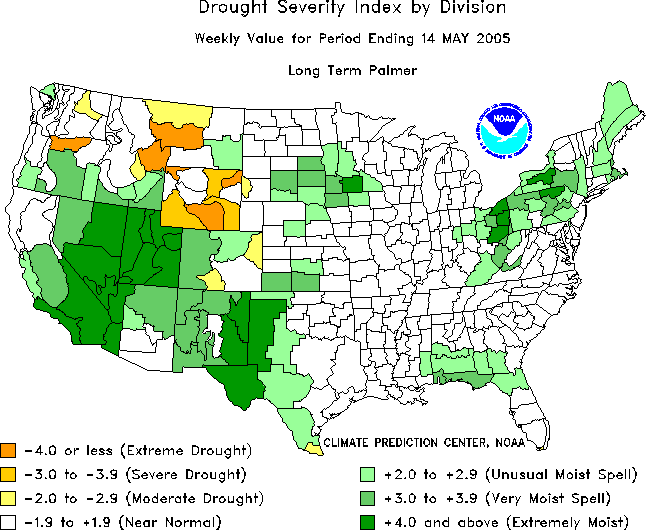 Drought Severity Index by Division
Weekly Value for Period Ending 14 MAY 2005
Long Term Palmer
NOAA
CLIMATE PREDICTION CENTER, NOAA
-4.0 or less (Extreme Drought)
-3.0 to -3.9 (Severe Drought)
-2.0 to -2.9 (Moderate Drought)
-1.9 to +1.9 (Near Normal)
+2.0 to +2.9 (Unusual Moist Spell)
+3.0 to +3.9 (Very Moist Spell)
+4.0 and above (Extremely Moist)